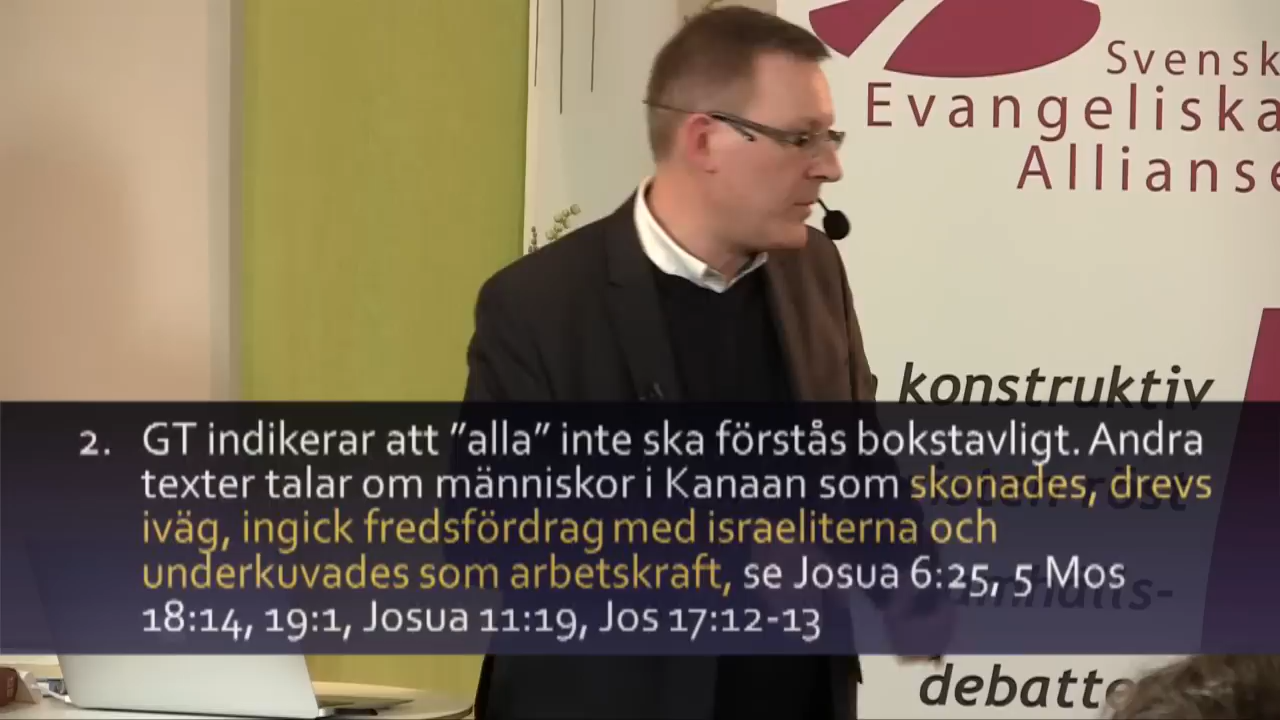 Svensk
Evangeliska
Allianse
konstruktiv
2. GT indikerar att ”alla” inte ska förstås bokstavligt. Andra
texter talar om människor i Kanaan som skonades, drevs
iväg, ingick fredsfördrag med israeliterna och
underkuvades som arbetskraft, se Josua 6:25, 5 Mos
18:14, 19:1, Josua 11:19, Jos 17:12-13
debatte